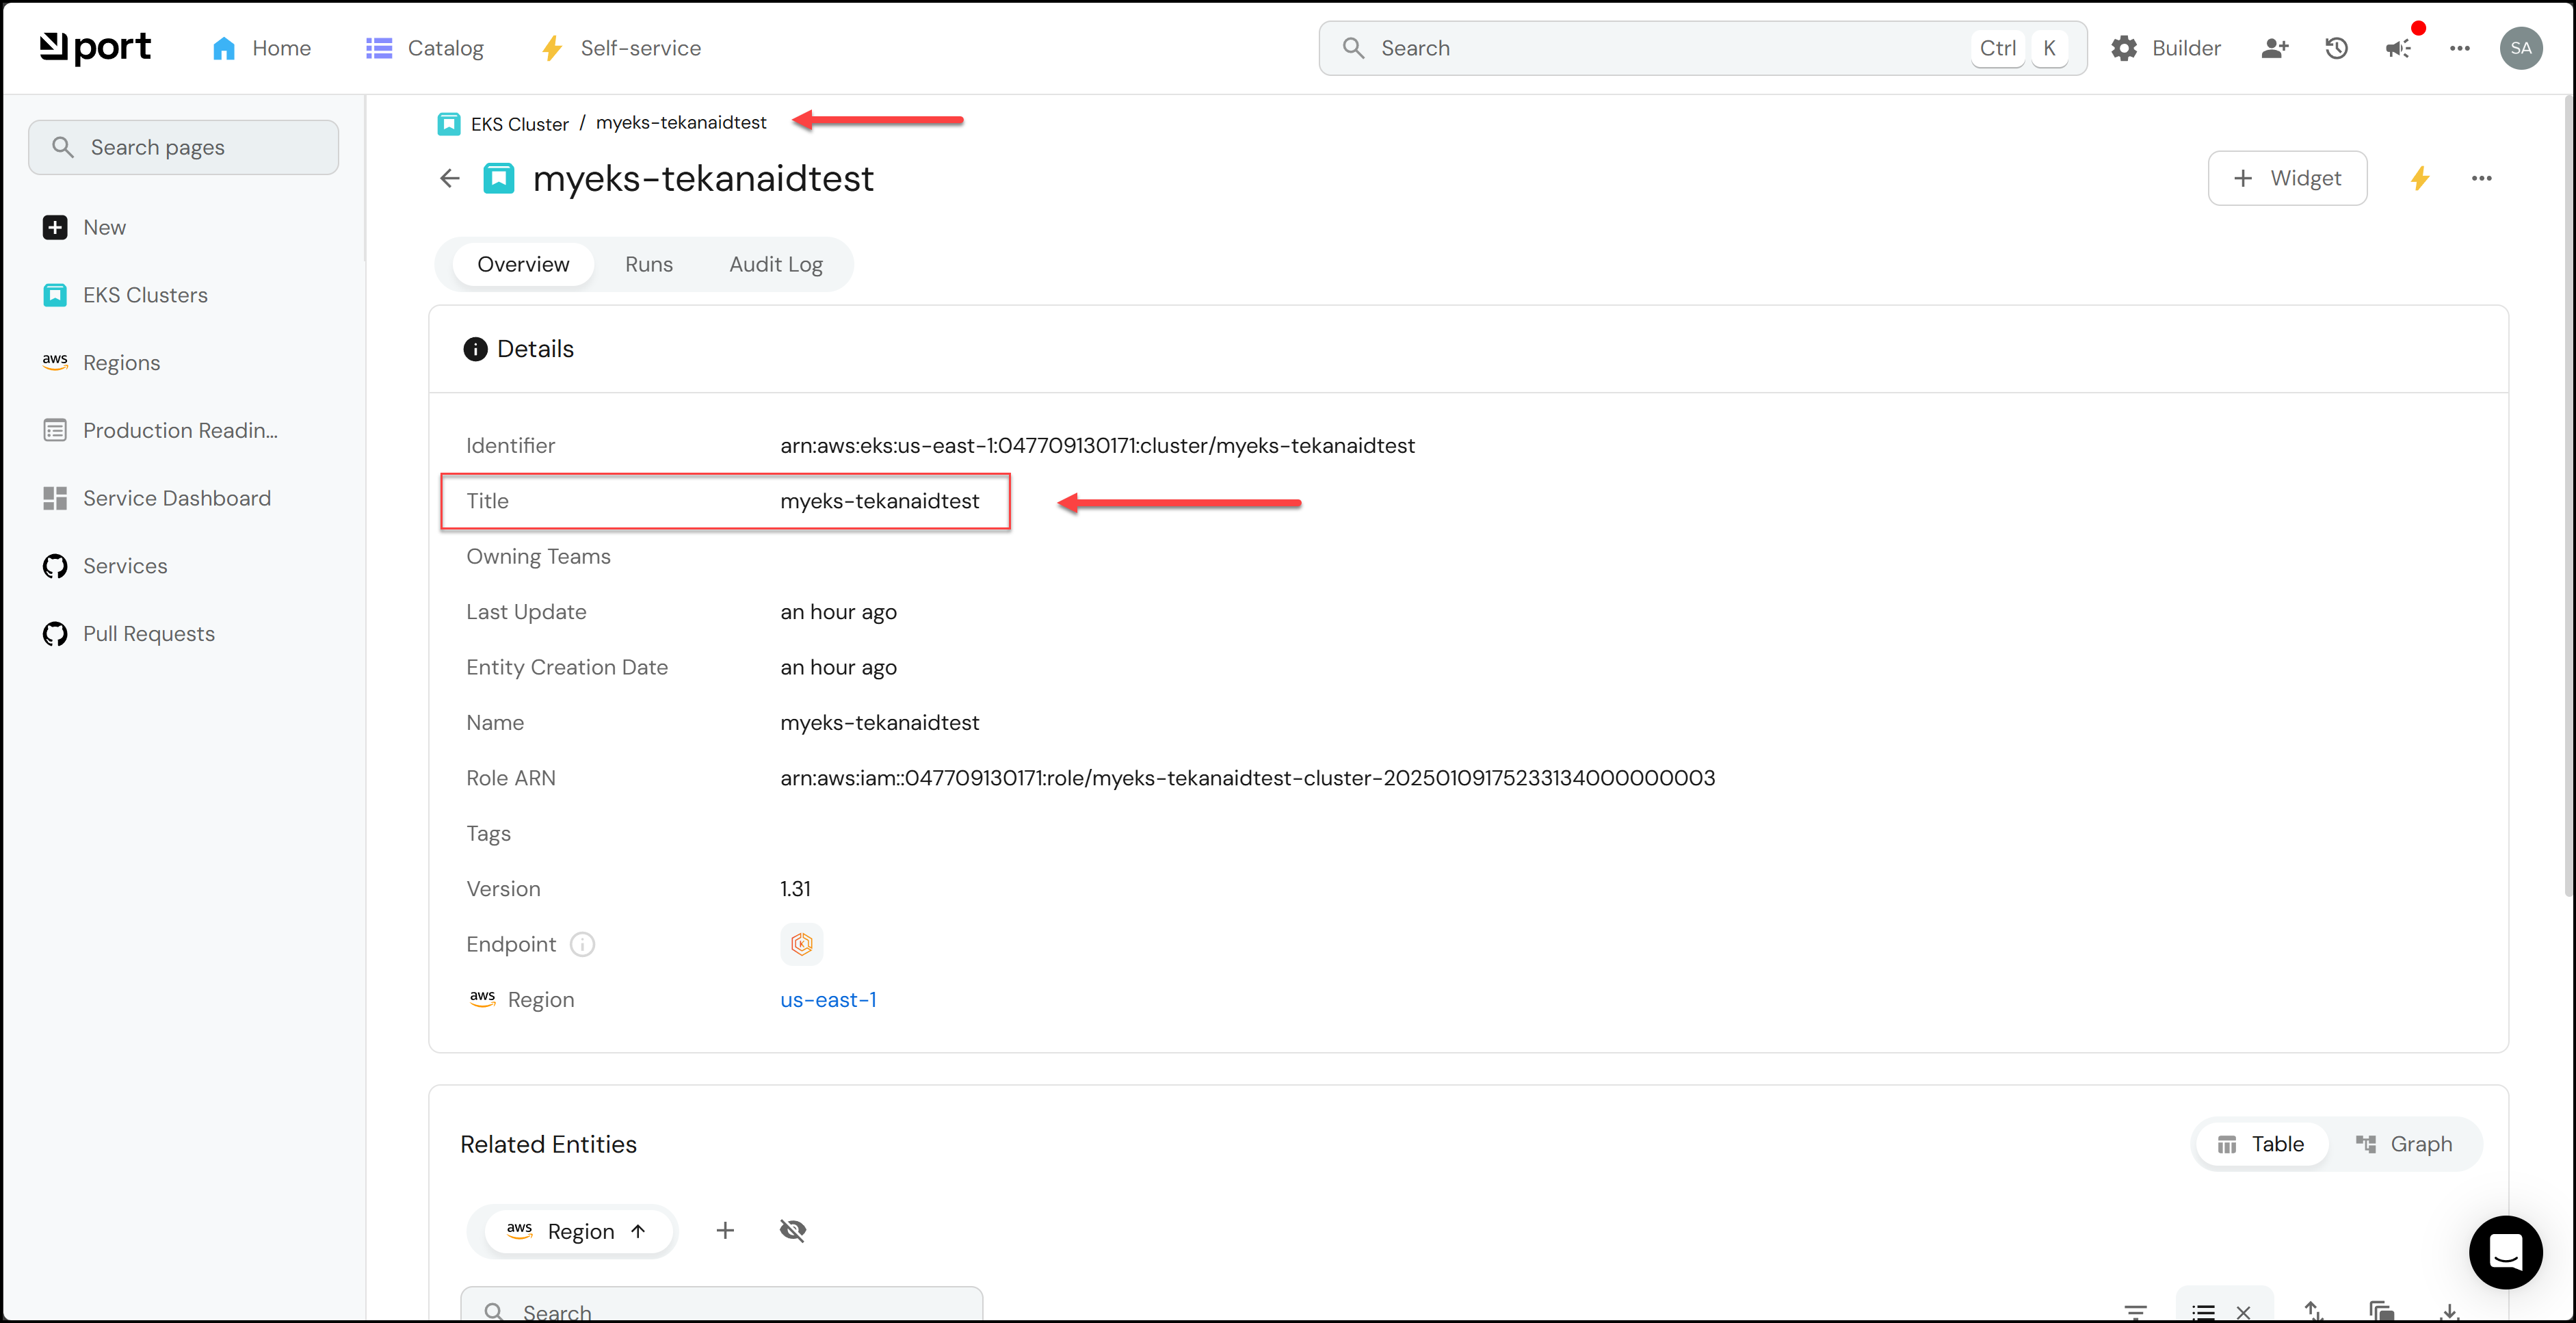 port Home Catalog Self-service Search Ctrl K Builder SA
Search pages
New
EKS Clusters
aws Regions
Production Readin...
Service Dashboard
Services
Pull Requests
EKS Cluster / myeks-tekanaidtest
myeks-tekanaidtest
+ Widget
Overview Runs Audit Log
Details
Identifier arn:aws:eks:us-east-1:047709130171:cluster/myeks-tekanaidtest
Title myeks-tekanaidtest
Owning Teams
Last Update an hour ago
Entity Creation Date an hour ago
Name myeks-tekanaidtest
Role ARN arn:aws:iam::047709130171:role/myeks-tekanaidtest-cluster-20250109175233134000000003
Tags
Version 1.31
Endpoint
aws Region us-east-1
Related Entities
Table Graph
aws Region ↑ +
Search